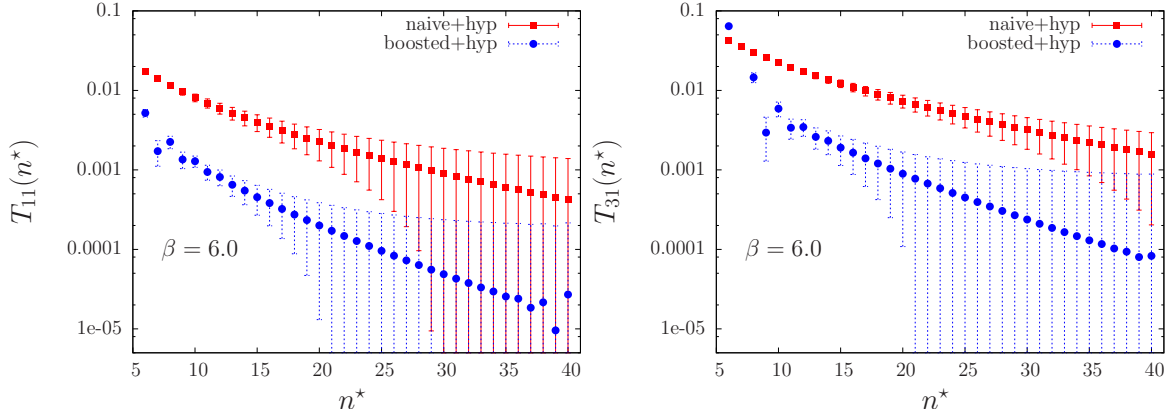 0.1
0.01
0.001
0.0001
1e-05
T₁₁(n⋆)
naive+hyp
boosted+hyp
β = 6.0
5 10 15 20 25 30 35 40
n⋆
0.1
0.01
0.001
0.0001
1e-05
T₃₁(n⋆)
naive+hyp
boosted+hyp
β = 6.0
5 10 15 20 25 30 35 40
n⋆